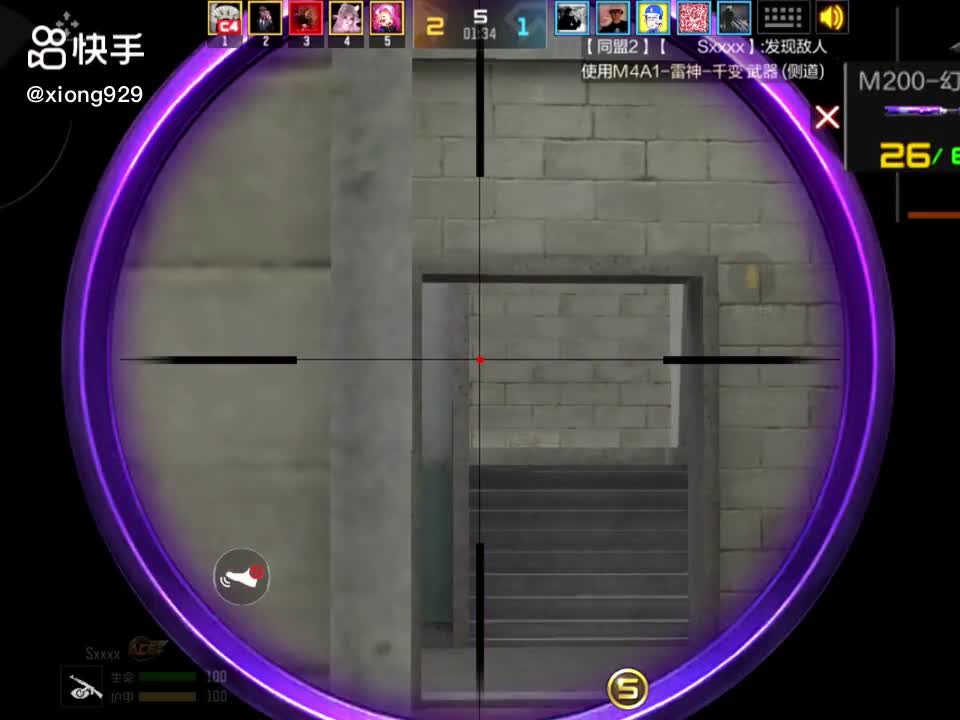 快手
@xiong929
C4
1 2 3 4 5
2 5 1
01:34
【同盟2】【 Sxxxx】:发现敌人
使用M4A1-雷神-千变 武器 (侧道)
M200-幻
26/6
S
Sxxxx ACE
生命 100
护甲 100